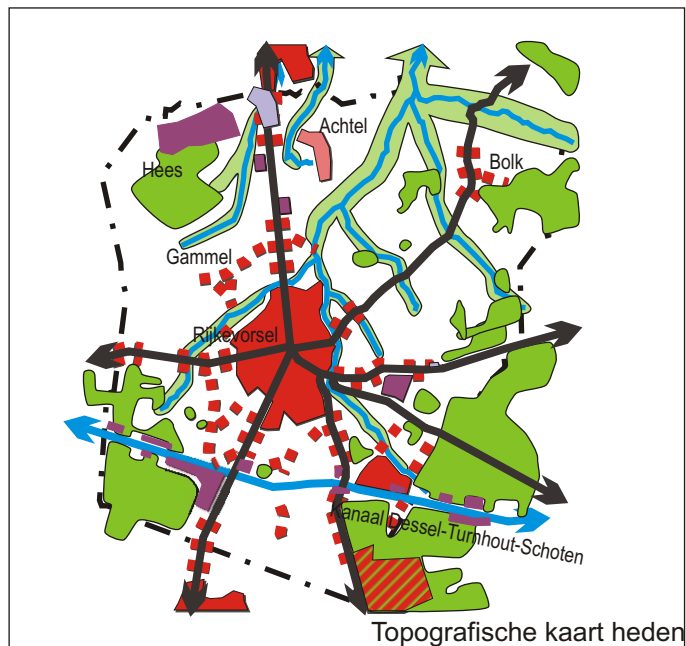 Achtel
Hees
Bolk
Gammel
Rijkevorsel
Kanaal Dessel-Turnhout-Schoten
Topografische kaart heden